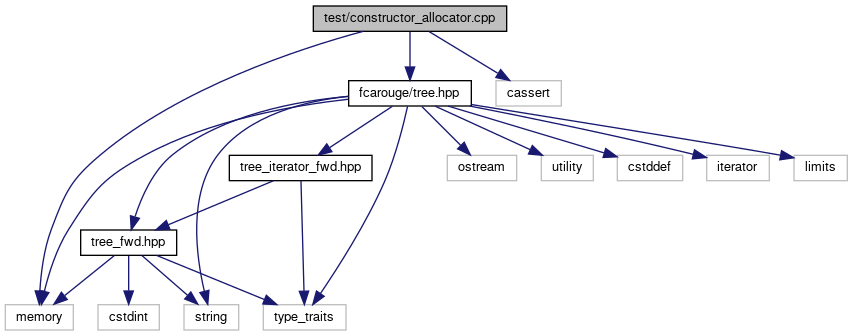 test/constructor_allocator.cpp
fcarouge/tree.hpp
cassert
tree_iterator_fwd.hpp
ostream
utility
cstddef
iterator
limits
tree_fwd.hpp
memory
cstdint
string
type_traits